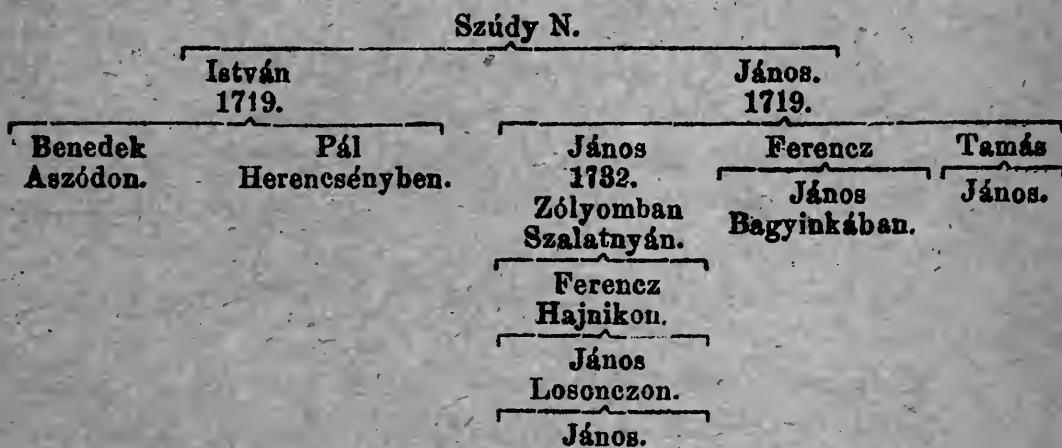 Szúdy N.
István János.
1719. 1719.
Benedek Pál János Ferencz Tamás
Aszódon. Herencsényben. 1732. János János.
Zólyomban Bagyinkában.
Szalatnyán.
Ferencz
Hajnikon.
János
Losonczon.
János.